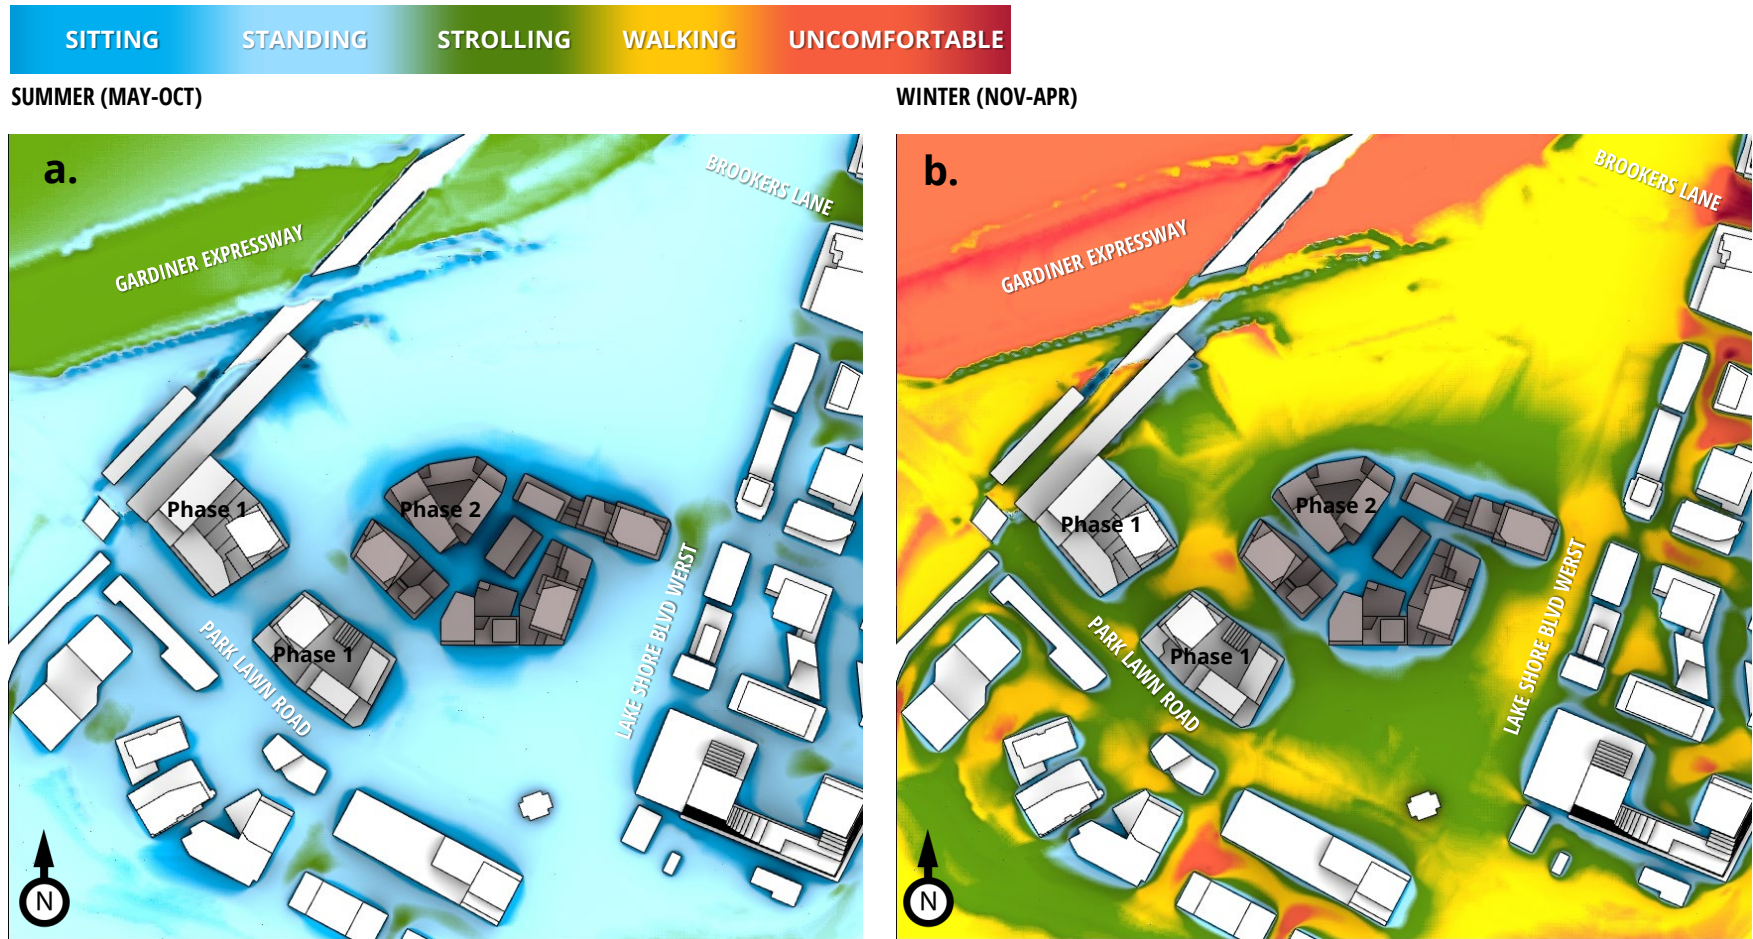 SITTING STANDING STROLLING WALKING UNCOMFORTABLE
SUMMER (MAY-OCT)
WINTER (NOV-APR)
a.
BROOKERS LANE
GARDINER EXPRESSWAY
Phase 1
Phase 2
Phase 1
PARK LAWN ROAD
LAKE SHORE BLVD WERST
N
b.
BROOKERS LANE
GARDINER EXPRESSWAY
Phase 1
Phase 2
Phase 1
PARK LAWN ROAD
LAKE SHORE BLVD WERST
N